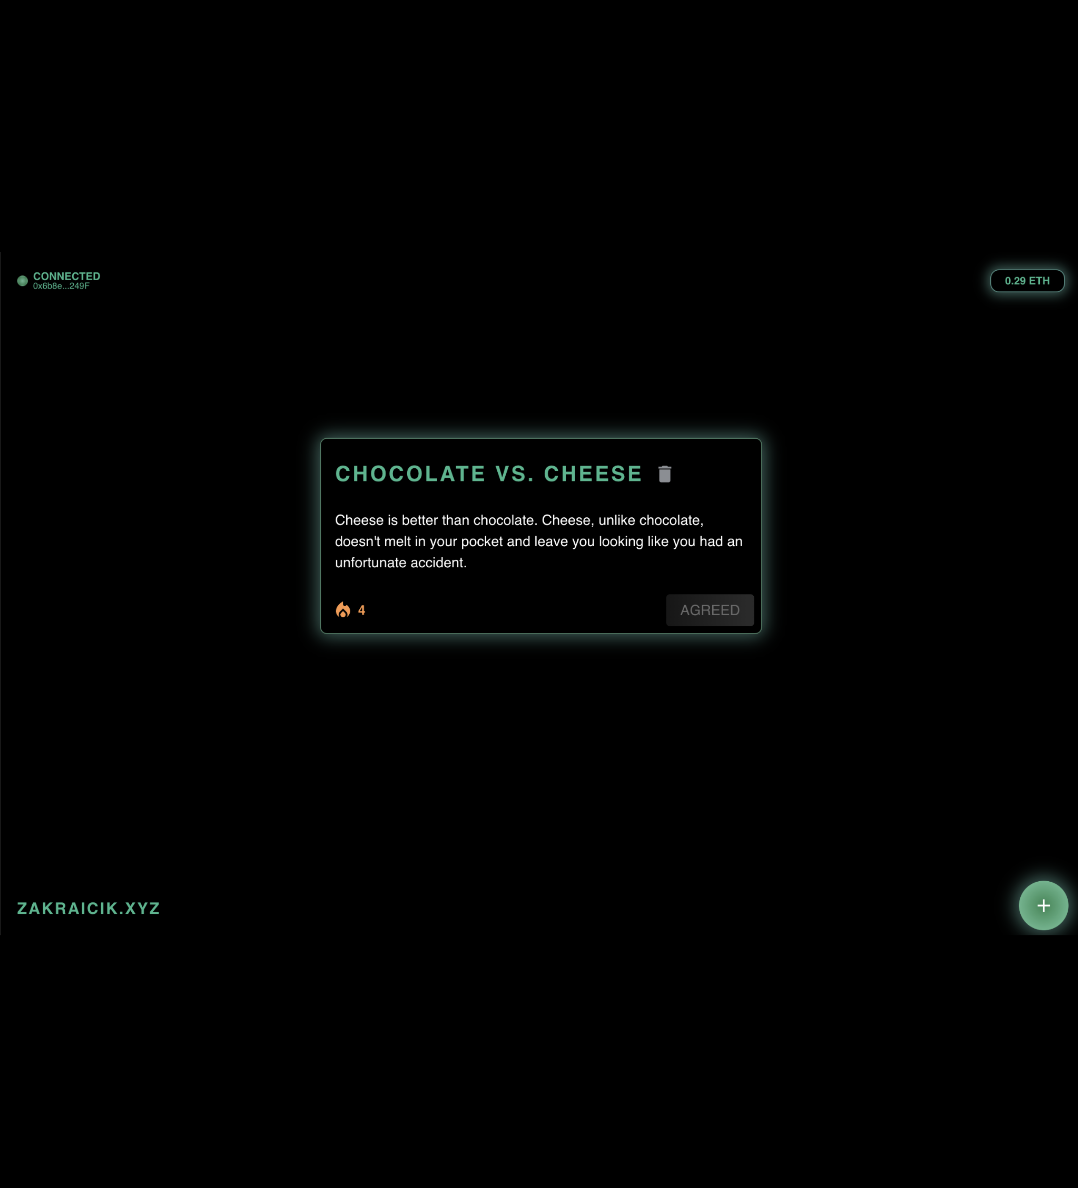 CONNECTED
0x6b8e...249F
0.29 ETH
CHOCOLATE VS. CHEESE
Cheese is better than chocolate. Cheese, unlike chocolate,
doesn't melt in your pocket and leave you looking like you had an
unfortunate accident.
4
AGREED
ZAKRAICIK.XYZ
+